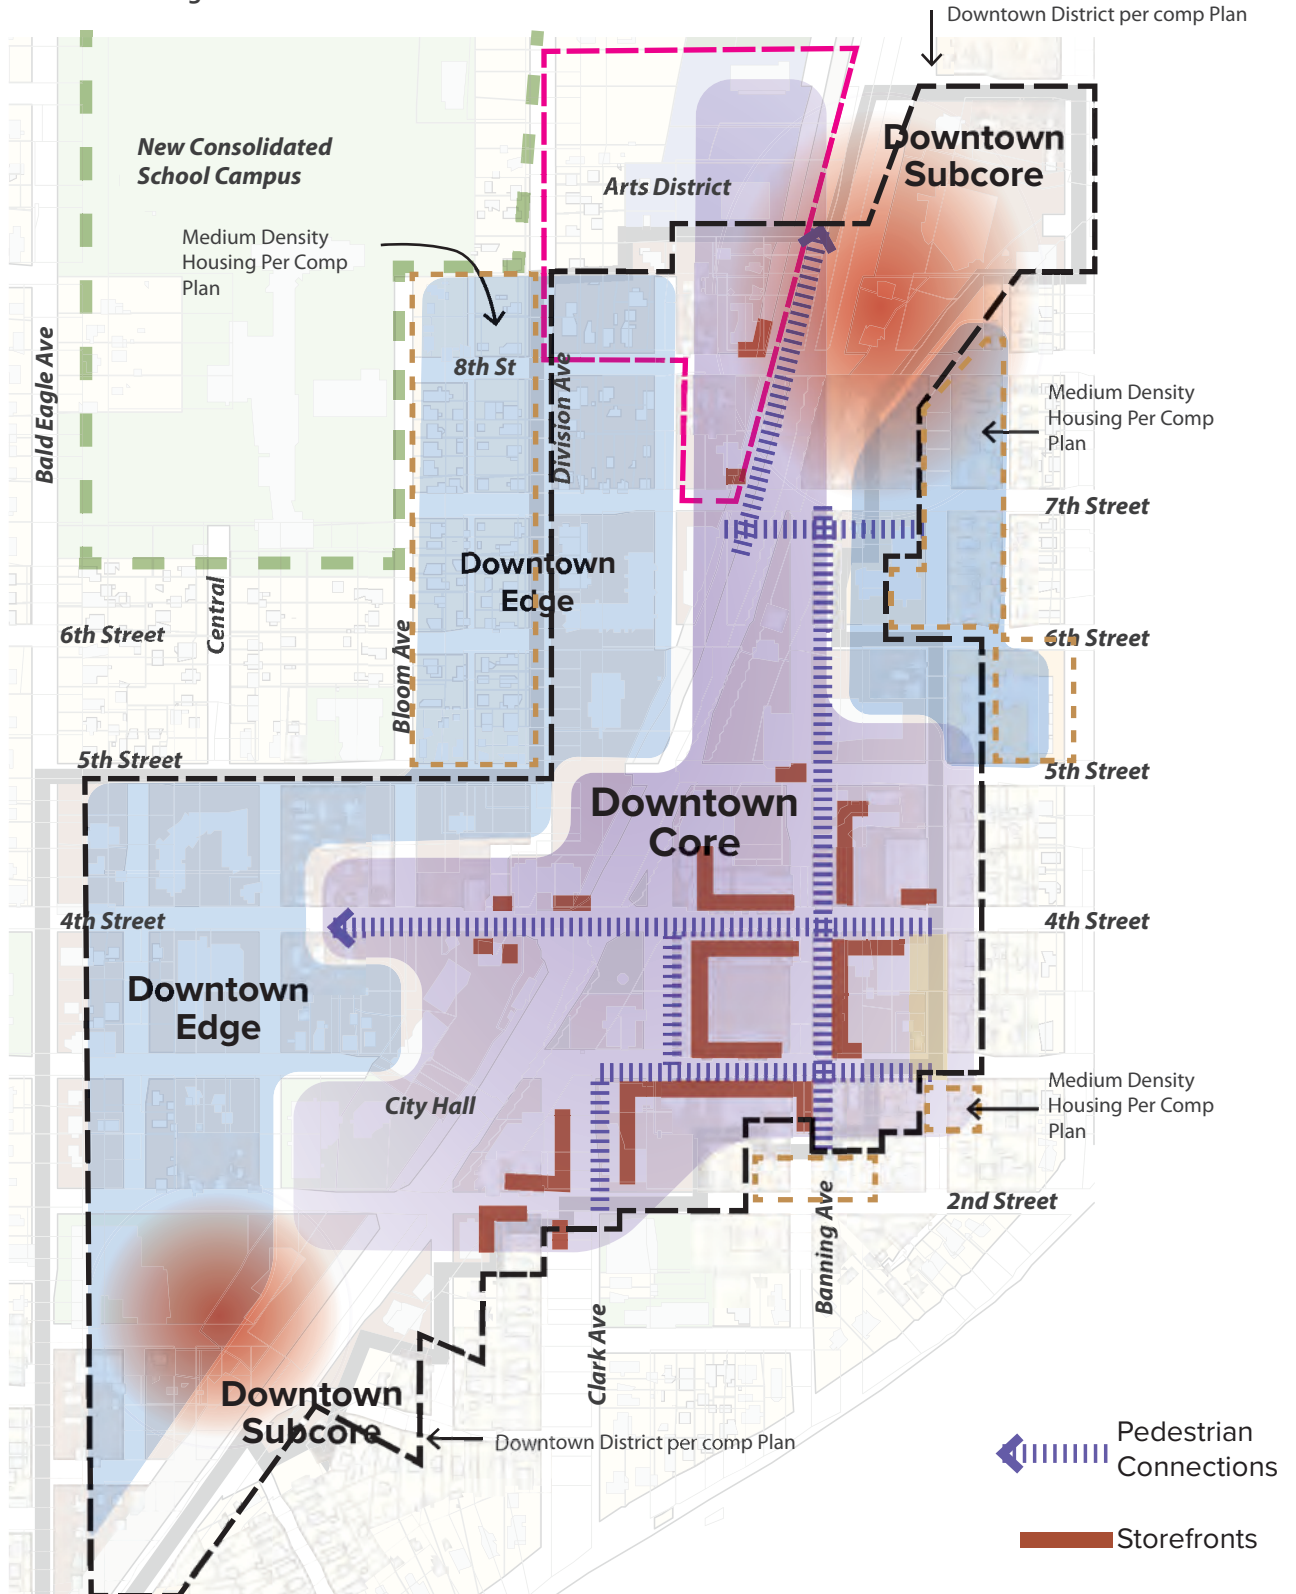 Downtown District per comp Plan
Downtown
Subcore
New Consolidated
School Campus
Arts District
Medium Density
Housing Per Comp
Plan
Bald Eagle Ave
8th St
Division Ave
Medium Density
Housing Per Comp
Plan
7th Street
Downtown
Edge
Central
Bloom Ave
6th Street
6th Street
5th Street
5th Street
Downtown
Core
4th Street
4th Street
Downtown
Edge
City Hall
Medium Density
Housing Per Comp
Plan
2nd Street
Banning Ave
Clark Ave
Downtown
Subcore
Downtown District per comp Plan
Pedestrian
Connections
Storefronts